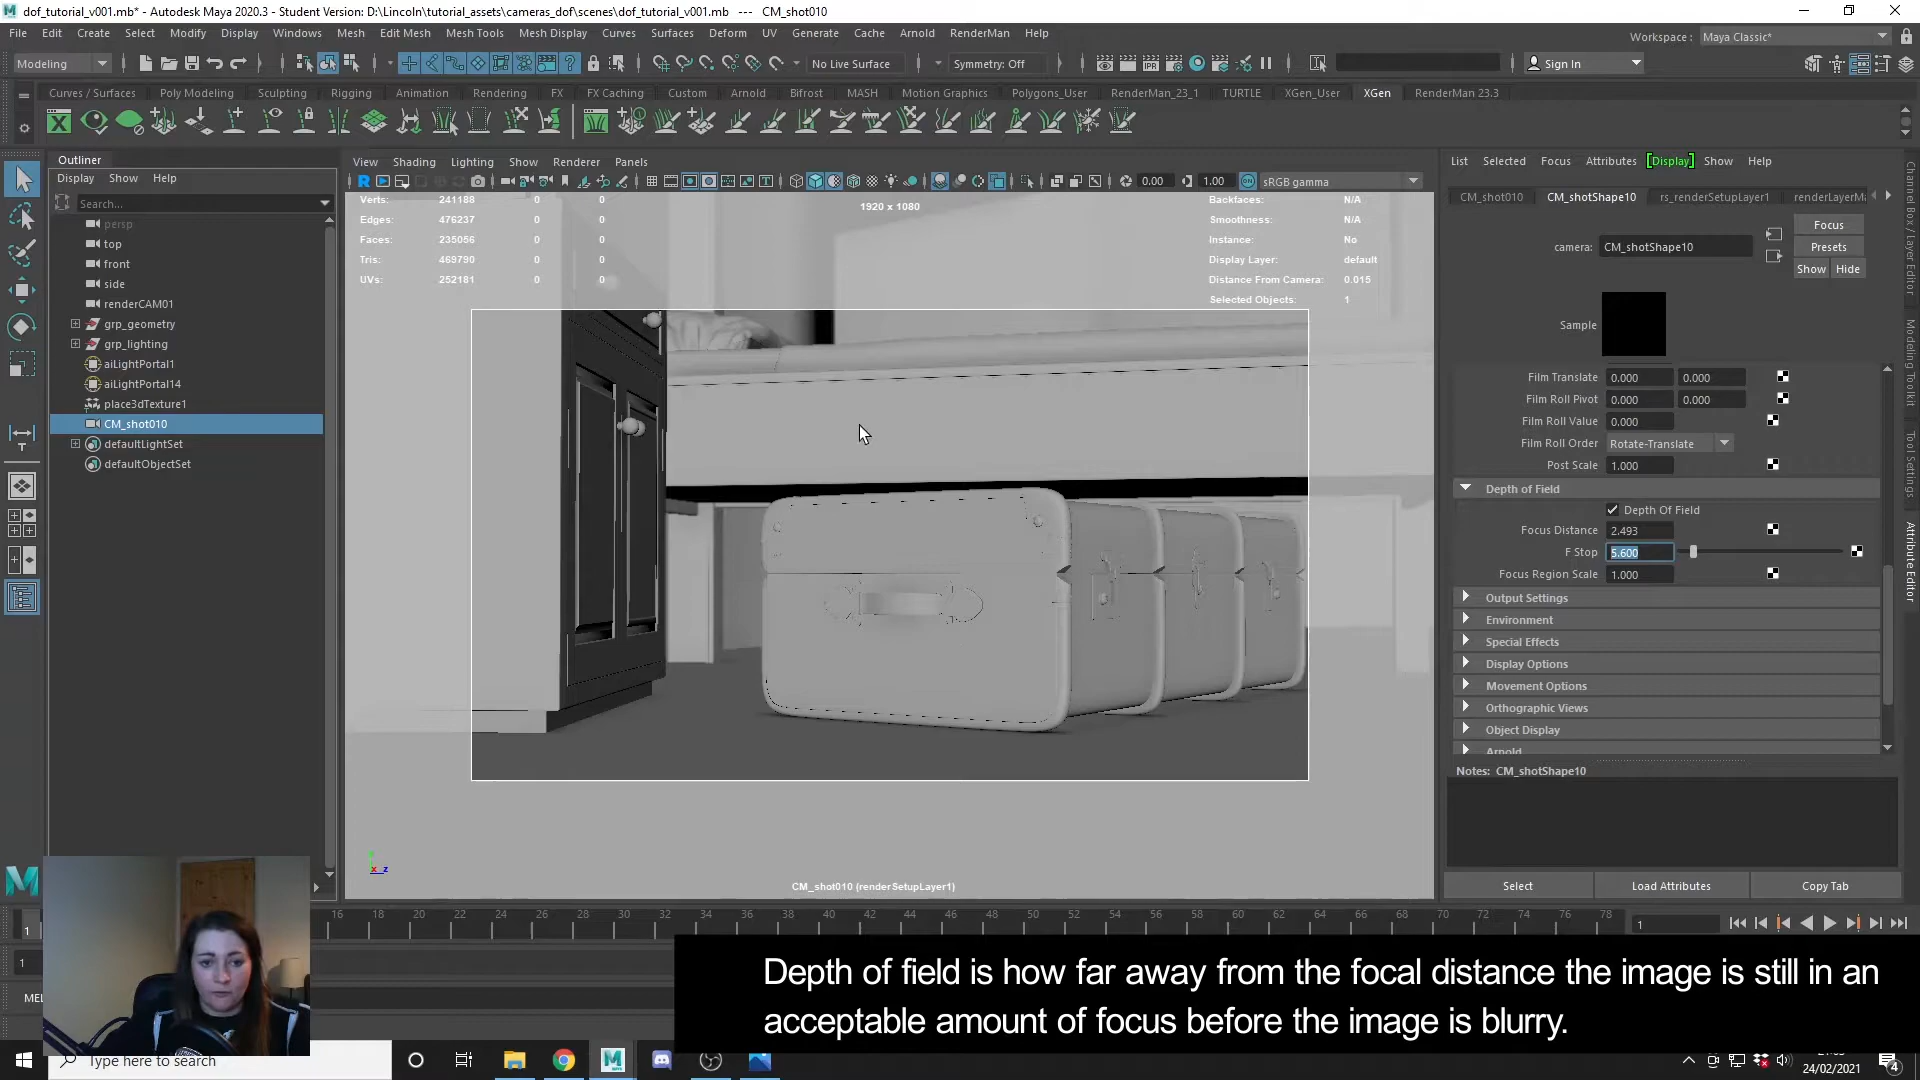 dof_tutorial_v001.mb* - Autodesk Maya 2020.3 - Student Version: D:\Lincoln\tutorial_assets\cameras_dof\scenes\dof_tutorial_v001.mb --- CM_shot010
File Edit Create Select Modify Display Windows Mesh Edit Mesh Mesh Tools Mesh Display Curves Surfaces Deform UV Generate Cache Arnold RenderMan Help
Workspace : Maya Classic*
Modeling
No Live Surface
Symmetry: Off
Sign In
Curves / Surfaces Poly Modeling Sculpting Rigging Animation Rendering FX FX Caching Custom Arnold Bifrost MASH Motion Graphics Polygons_User RenderMan_23_1 TURTLE XGen_User XGen RenderMan 23.3
Outliner
Display Show Help
Search...
persp
top
front
side
renderCAM01
grp_geometry
grp_lighting
aiLightPortal1
aiLightPortal14
place3dTexture1
CM_shot010
defaultLightSet
defaultObjectSet
View Shading Lighting Show Renderer Panels
0.00 1.00 sRGB gamma
Verts: 241188 0 0
Edges: 476237 0 0
Faces: 235056 0 0
Tris: 469790 0 0
UVs: 252181 0 0
1920 x 1080
Backfaces: N/A
Smoothness: N/A
Instance: No
Display Layer: default
Distance From Camera: 0.015
Selected Objects: 1
CM_shot010 (renderSetupLayer1)
List Selected Focus Attributes [Display] Show Help
CM_shot010 CM_shotShape10 rs_renderSetupLayer1
camera: CM_shotShape10
Focus
Presets
Show Hide
Sample
Film Translate 0.000 0.000
Film Roll Pivot 0.000 0.000
Film Roll Value 0.000
Film Roll Order Rotate-Translate
Post Scale 1.000
Depth of Field
Depth Of Field
Focus Distance 2.493
F Stop 5.600
Focus Region Scale 1.000
Output Settings
Environment
Special Effects
Display Options
Movement Options
Orthographic Views
Object Display
Arnold
Notes: CM_shotShape10
Select Load Attributes Copy Tab
Channel Box / Layer Editor
Modeling Toolkit
Tool Settings
Attribute Editor
1 16 18 20 22 24 26 28 30 32 34 36 38 40 42 44 46 48 50 52 54 56 58 60 62 64 66 68 70 72 74 76 78 1
1
Depth of field is how far away from the focal distance the image is still in an
acceptable amount of focus before the image is blurry.
Type here to search
24/02/2021
4